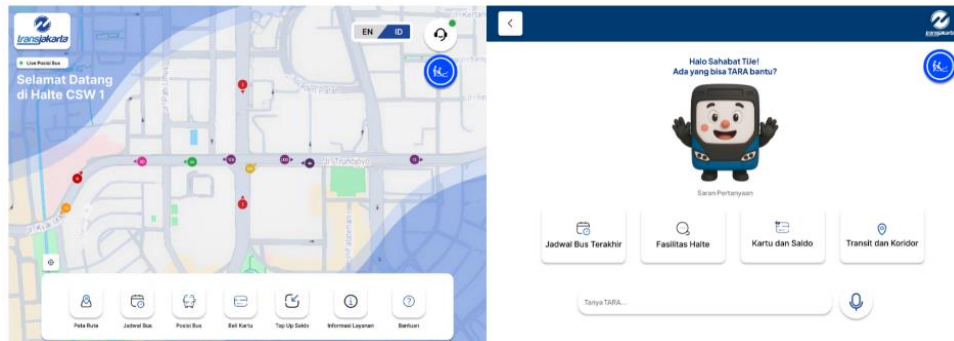 transjakarta
Live Posisi Bus
Selamat Datang
di Halte CSW 1
EN ID
Jl Trunojoyo
Peta Rute
Jadwal Bus
Posisi Bus
Beli Kartu
Top Up Saldo
Informasi Layanan
Bantuan
transjakarta
Halo Sahabat Tije!
Ada yang bisa TARA bantu?
Saran Pertanyaan
Jadwal Bus Terakhir
Fasilitas Halte
Kartu dan Saldo
Transit dan Koridor
Tanya TARA...